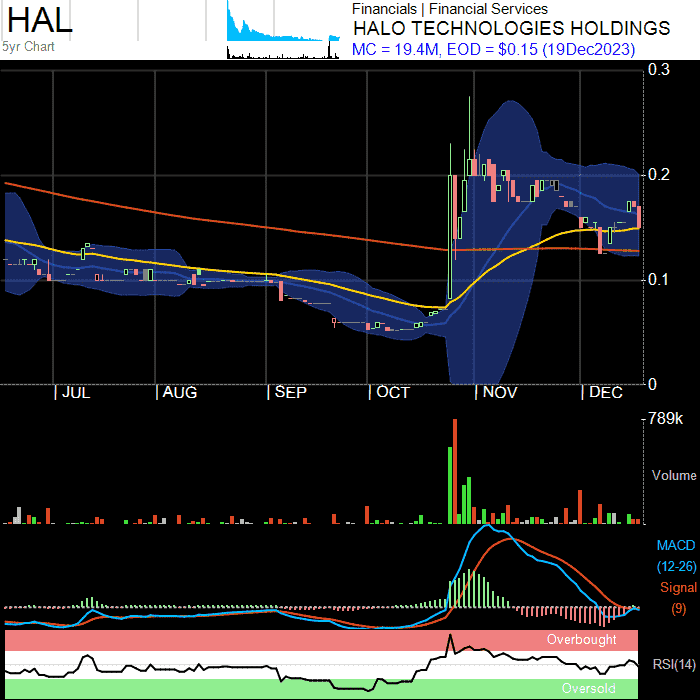 HAL
5yr Chart
Financials | Financial Services
HALO TECHNOLOGIES HOLDINGS
MC = 19.4M, EOD = $0.15 (19Dec2023)
0.3
0.2
0.1
0
JUL AUG SEP OCT NOV DEC
789k
Volume
MACD
(12-26)
Signal
(9)
Overbought
RSI(14)
Oversold